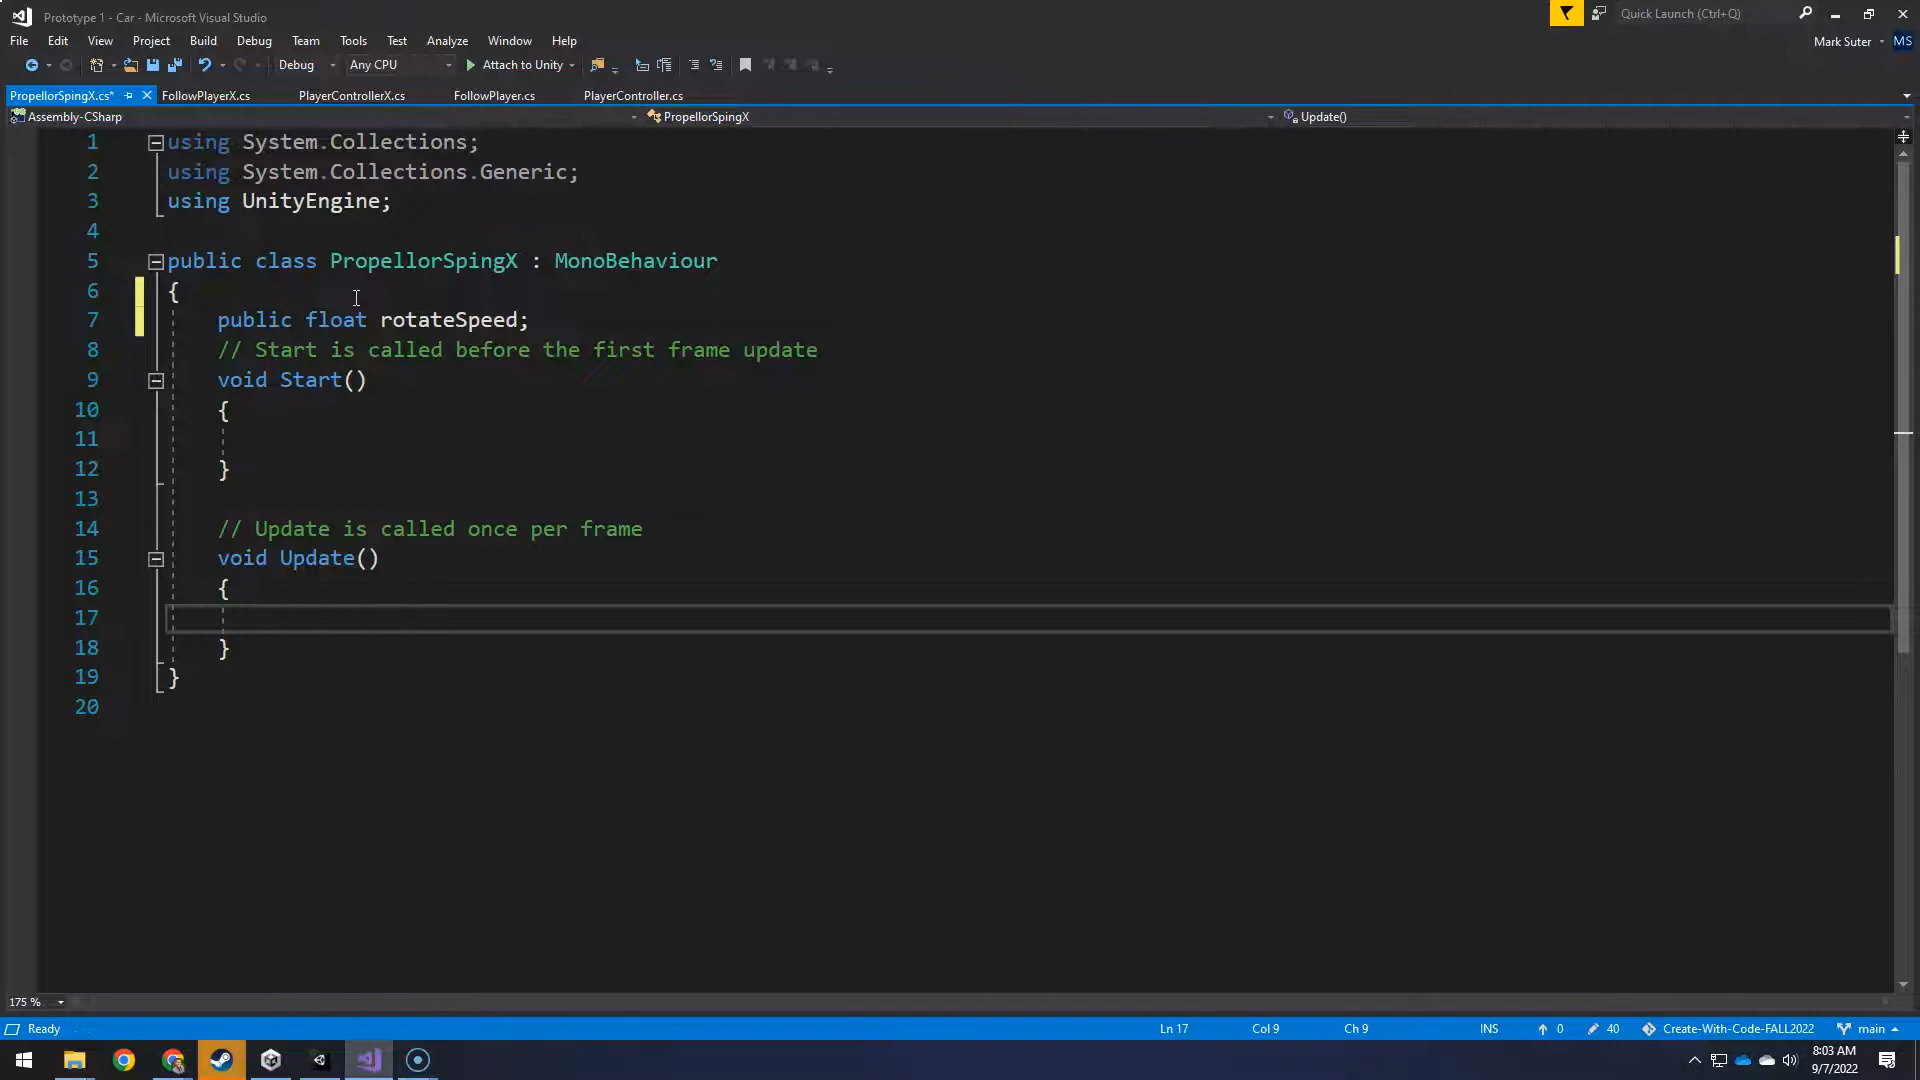 Prototype 1 - Car - Microsoft Visual Studio
Quick Launch (Ctrl+Q)
File Edit View Project Build Debug Team Tools Test Analyze Window Help
Mark Suter MS
Debug Any CPU Attach to Unity
PropellorSpingX.cs* FollowPlayerX.cs PlayerControllerX.cs FollowPlayer.cs PlayerController.cs
Assembly-CSharp PropellorSpingX Update()
1 using System.Collections;
2 using System.Collections.Generic;
3 using UnityEngine;
4
5 public class PropellorSpingX : MonoBehaviour
6 {
7 public float rotateSpeed;
8 // Start is called before the first frame update
9 void Start()
10 {
11
12 }
13
14 // Update is called once per frame
15 void Update()
16 {
17
18 }
19 }
20
175 %
Ready Ln 17 Col 9 Ch 9 INS 0 40 Create-With-Code-FALL2022 main
8:03 AM
9/7/2022